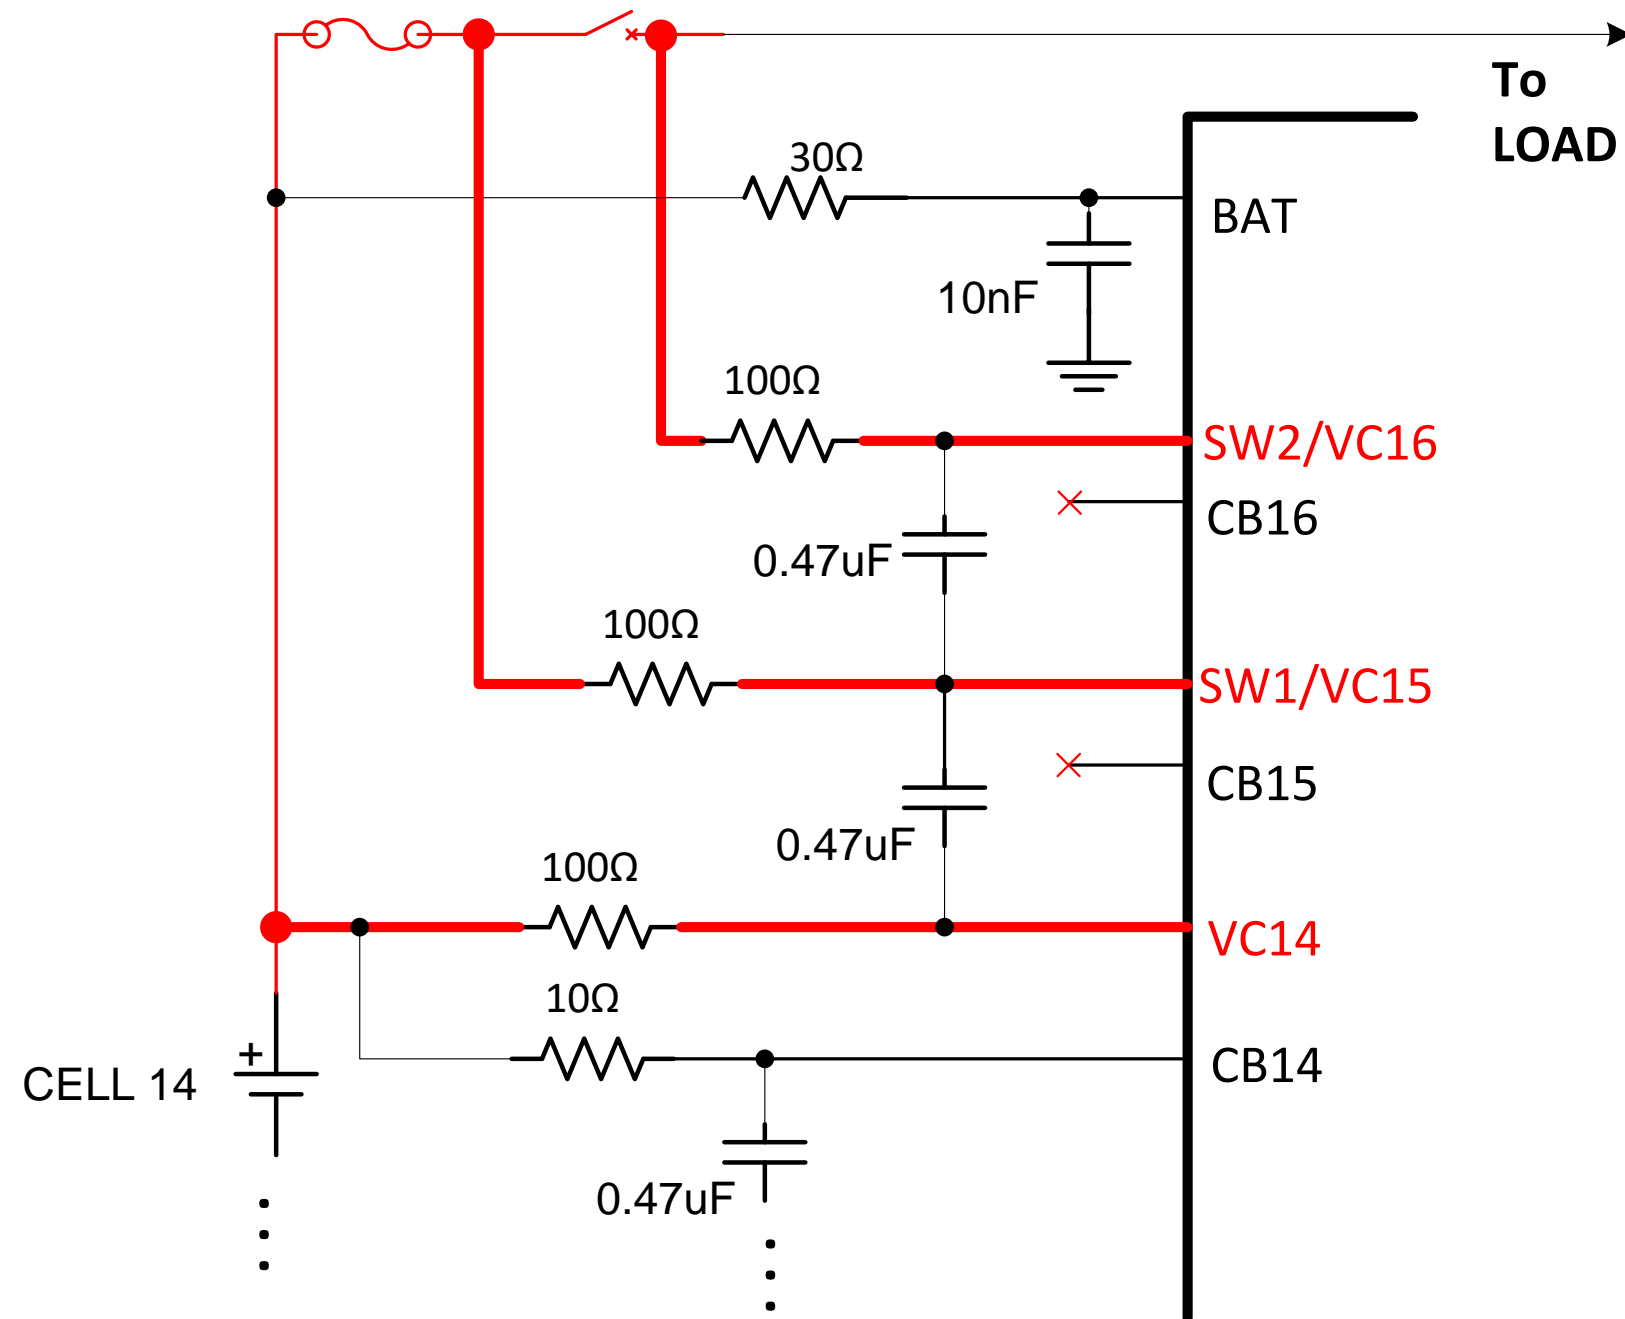 To
LOAD
30Ω
BAT
10nF
100Ω
SW2/VC16
CB16
0.47uF
100Ω
SW1/VC15
CB15
0.47uF
100Ω
VC14
10Ω
+
CB14
CELL 14
0.47uF